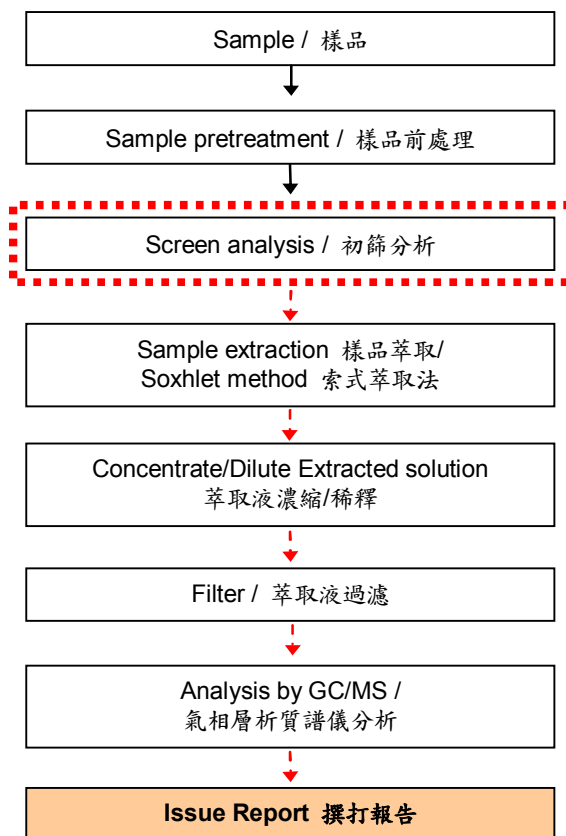 Sample / 樣品
Sample pretreatment / 樣品前處理
Screen analysis / 初篩分析
Sample extraction 樣品萃取/
Soxhlet method 索式萃取法
Concentrate/Dilute Extracted solution
萃取液濃縮/稀釋
Filter / 萃取液過濾
Analysis by GC/MS /
氣相層析質譜儀分析
Issue Report 撰打報告